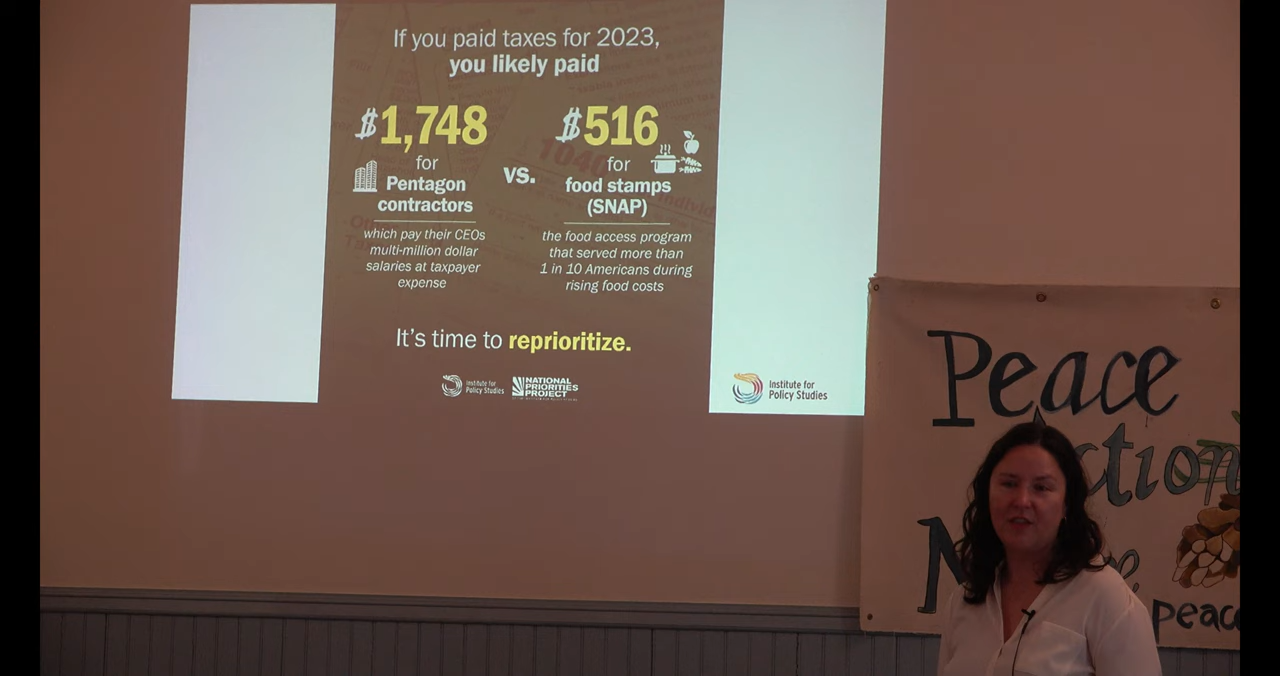 If you paid taxes for 2023,
you likely paid
$1,748
for
Pentagon
contractors
which pay their CEOs
multi-million dollar
salaries at taxpayer
expense
vs.
$516
for
food stamps
(SNAP)
the food access program
that served more than
1 in 10 Americans during
rising food costs
It's time to reprioritize.
Institute for
Policy Studies
NATIONAL
PRIORITIES
PROJECT
Institute for
Policy Studies
1040
Peace
ction
peace